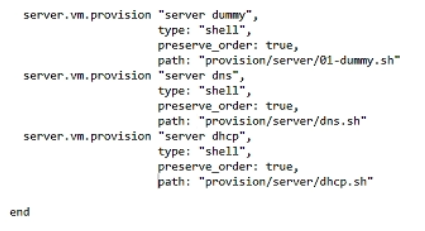 server.vm.provision "server dummy",
type: "shell",
preserve_order: true,
path: "provision/server/01-dummy.sh"
server.vm.provision "server dns",
type: "shell",
preserve_order: true,
path: "provision/server/dns.sh"
server.vm.provision "server dhcp",
type: "shell",
preserve_order: true,
path: "provision/server/dhcp.sh"
end